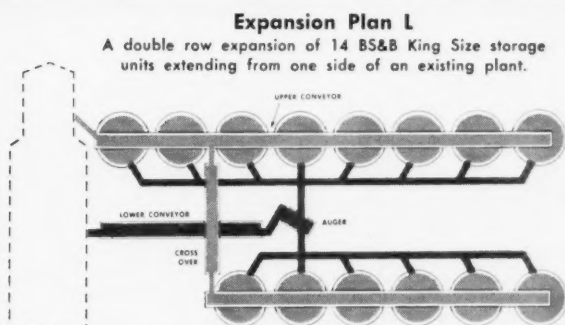 Expansion Plan L
A double row expansion of 14 BS&B King Size storage
units extending from one side of an existing plant.
UPPER CONVEYOR
LOWER CONVEYOR
AUGER
CROSS
OVER